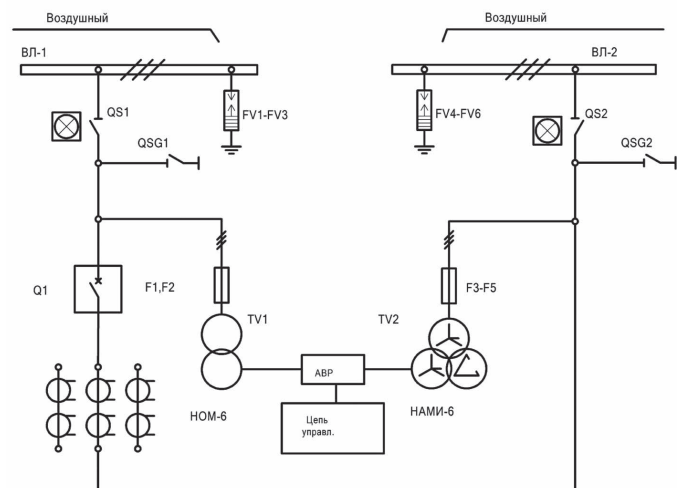 Воздушный
Воздушный
ВЛ-1
ВЛ-2
QS1
FV1-FV3
FV4-FV6
QS2
QSG1
QSG2
Q1
F1,F2
F3-F5
TV1
TV2
АВР
НОМ-6
НАМИ-6
Цепь
управл.